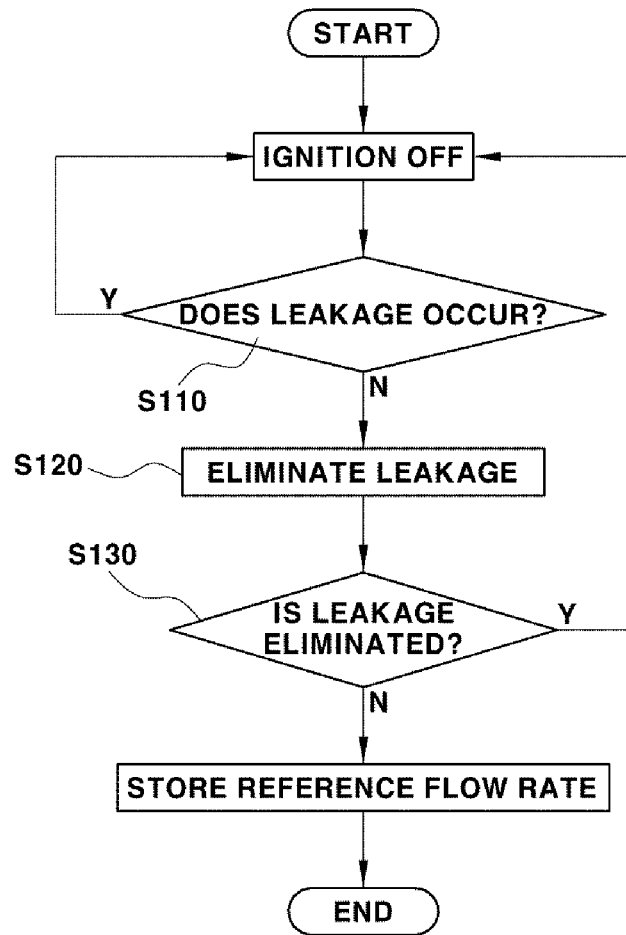 START
IGNITION OFF
Y
DOES LEAKAGE OCCUR?
S110
N
S120
ELIMINATE LEAKAGE
S130
IS LEAKAGE
ELIMINATED?
Y
N
STORE REFERENCE FLOW RATE
END